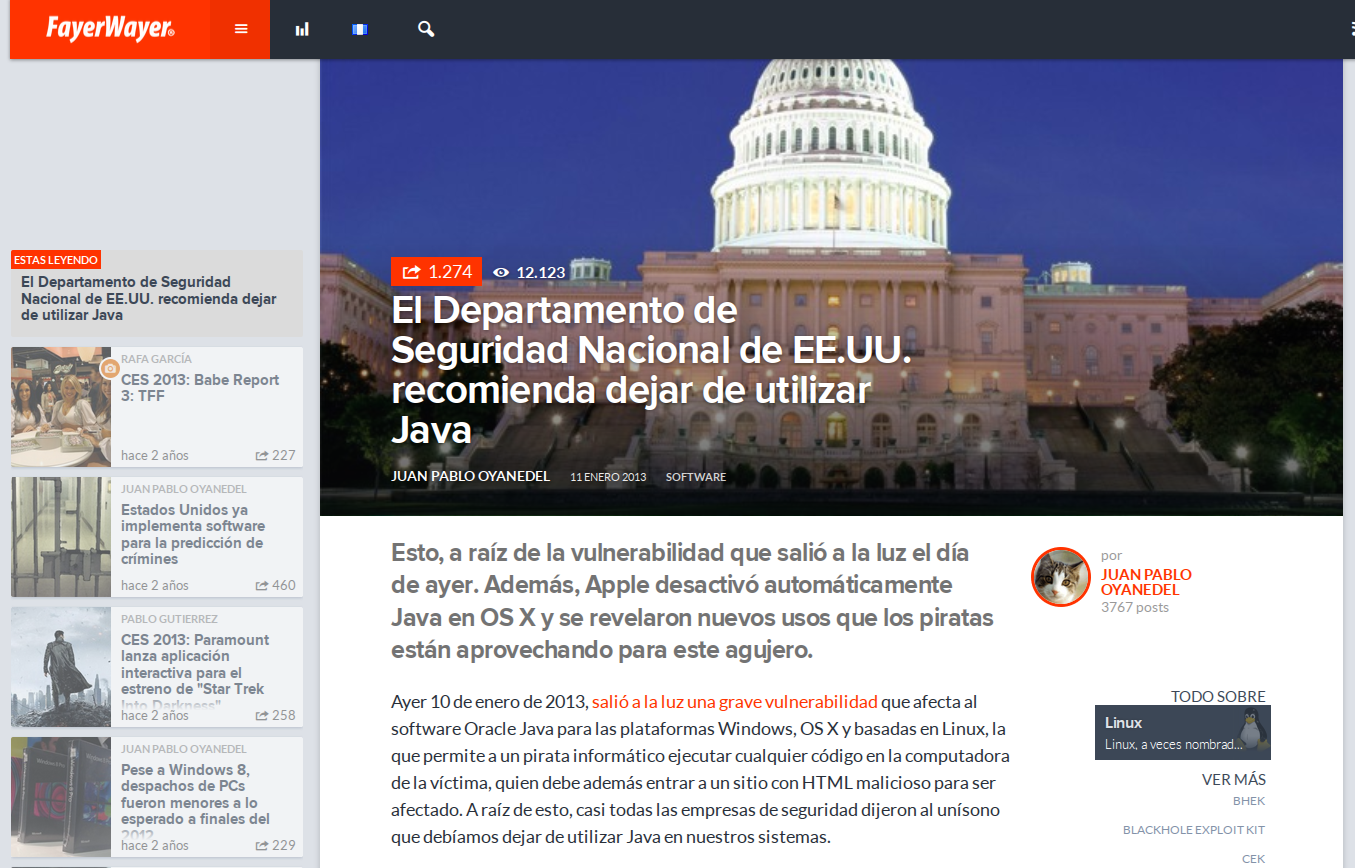 FayerWayer®
ESTAS LEYENDO
El Departamento de Seguridad
Nacional de EE.UU. recomienda dejar
de utilizar Java
RAFA GARCÍA
CES 2013: Babe Report
3: TFF
hace 2 años 227
JUAN PABLO OYANEDEL
Estados Unidos ya
implementa software
para la predicción de
crímenes
hace 2 años 460
PABLO GUTIERREZ
CES 2013: Paramount
lanza aplicación
interactiva para el
estreno de "Star Trek
Into Darkness"
hace 2 años 258
JUAN PABLO OYANEDEL
Pese a Windows 8,
despachos de PCs
fueron menores a lo
esperado a finales del
2012
hace 2 años 229
1.274 12.123
El Departamento de
Seguridad Nacional de EE.UU.
recomienda dejar de utilizar
Java
JUAN PABLO OYANEDEL 11 ENERO 2013 SOFTWARE
Esto, a raíz de la vulnerabilidad que salió a la luz el día
de ayer. Además, Apple desactivó automáticamente
Java en OS X y se revelaron nuevos usos que los piratas
están aprovechando para este agujero.
Ayer 10 de enero de 2013, salió a la luz una grave vulnerabilidad que afecta al
software Oracle Java para las plataformas Windows, OS X y basadas en Linux, la
que permite a un pirata informático ejecutar cualquier código en la computadora
de la víctima, quien debe además entrar a un sitio con HTML malicioso para ser
afectado. A raíz de esto, casi todas las empresas de seguridad dijeron al unísono
que debíamos dejar de utilizar Java en nuestros sistemas.
por
JUAN PABLO
OYANEDEL
3767 posts
TODO SOBRE
Linux
Linux, a veces nombrad...
VER MÁS
BHEK
BLACKHOLE EXPLOIT KIT
CEK